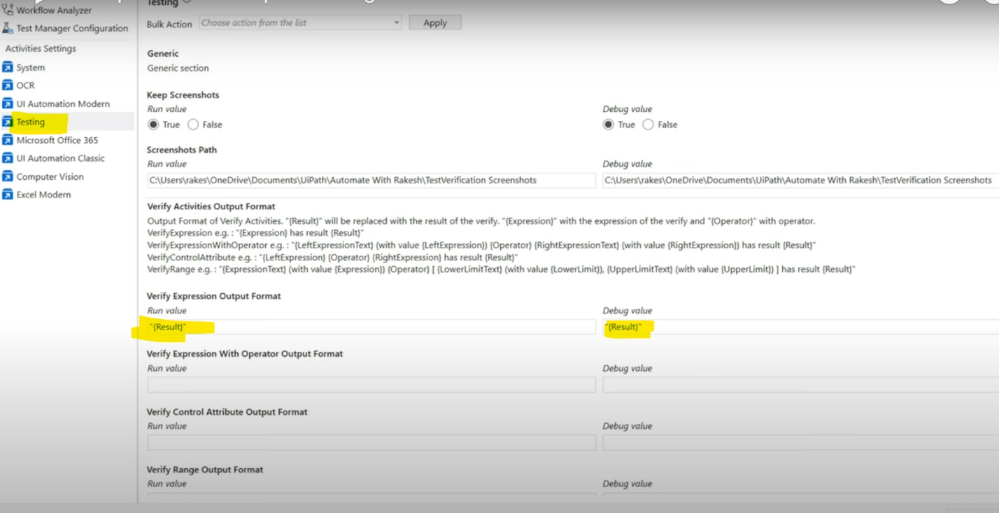 Workflow Analyzer
Test Manager Configuration
Activities Settings
System
OCR
UI Automation Modern
Testing
Microsoft Office 365
UI Automation Classic
Computer Vision
Excel Modern
Testing
Bulk Action Choose action from the list Apply
Generic
Generic section
Keep Screenshots
Run value Debug value
True False True False
Screenshots Path
Run value Debug value
C:\Users\rakes\OneDrive\Documents\UiPath\Automate With Rakesh\TestVerification Screenshots C:\Users\rakes\OneDrive\Documents\UiPath\Automate With Rakesh\TestVerification Screenshots
Verify Activities Output Format
Output Format of Verify Activities. "{Result}" will be replaced with the result of the verify. "{Expression}" with the expression of the verify and "{Operator}" with operator.
VerifyExpression e.g. : "{Expression} has result {Result}"
VerifyExpressionWithOperator e.g. : "{LeftExpressionText} (with value {LeftExpression}) {Operator} {RightExpressionText} (with value {RightExpression}) has result {Result}"
VerifyControlAttribute e.g. : "{LeftExpression} {Operator} {RightExpression} has result {Result}"
VerifyRange e.g. : "{ExpressionText} (with value {Expression}) {Operator} [ {LowerLimitText} (with value {LowerLimit}), {UpperLimitText} (with value {UpperLimit}) ] has result {Result}"
Verify Expression Output Format
Run value Debug value
"{Result}" "{Result}"
Verify Expression With Operator Output Format
Run value Debug value
Verify Control Attribute Output Format
Run value Debug value
Verify Range Output Format
Run value Debug value